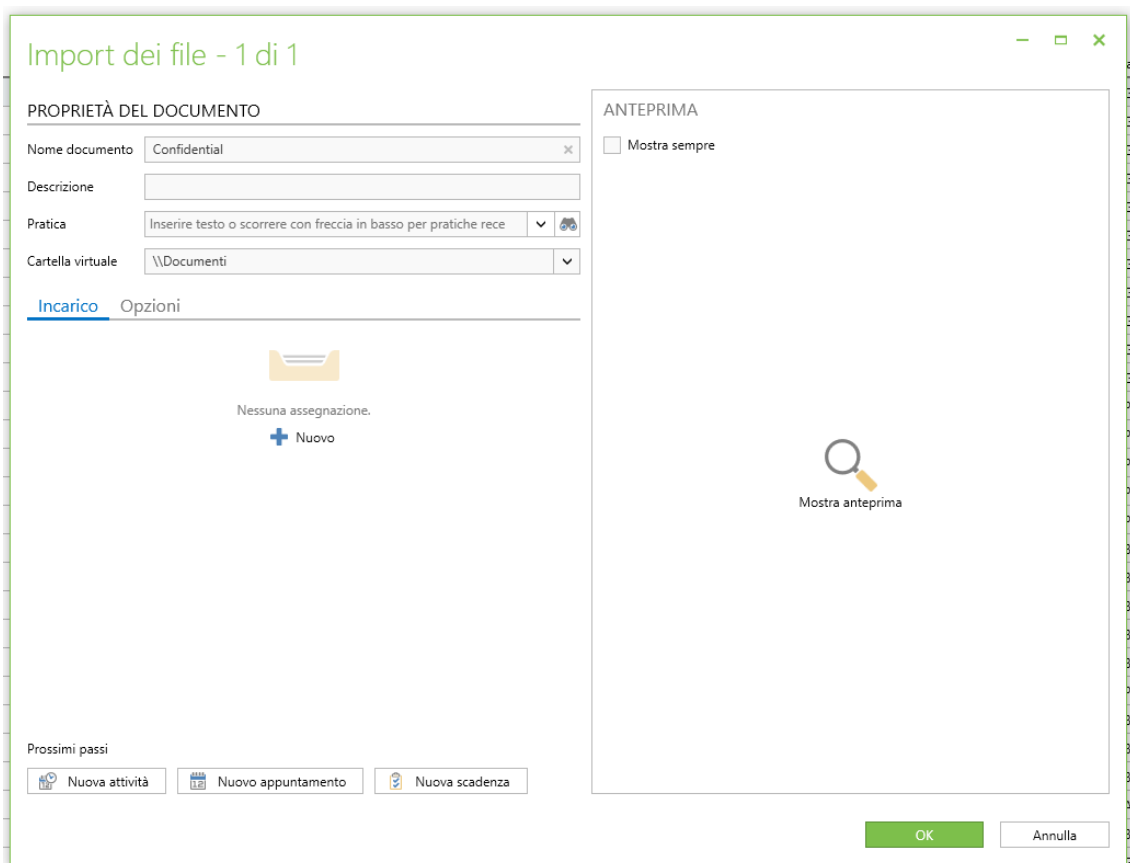 Import dei file - 1 di 1
PROPRIETÀ DEL DOCUMENTO
Nome documento Confidential
Descrizione
Pratica Inserire testo o scorrere con freccia in basso per pratiche rece
Cartella virtuale \\Documenti
Incarico Opzioni
Nessuna assegnazione.
Nuovo
Prossimi passi
Nuova attività Nuovo appuntamento Nuova scadenza
ANTEPRIMA
Mostra sempre
Mostra anteprima
OK Annulla